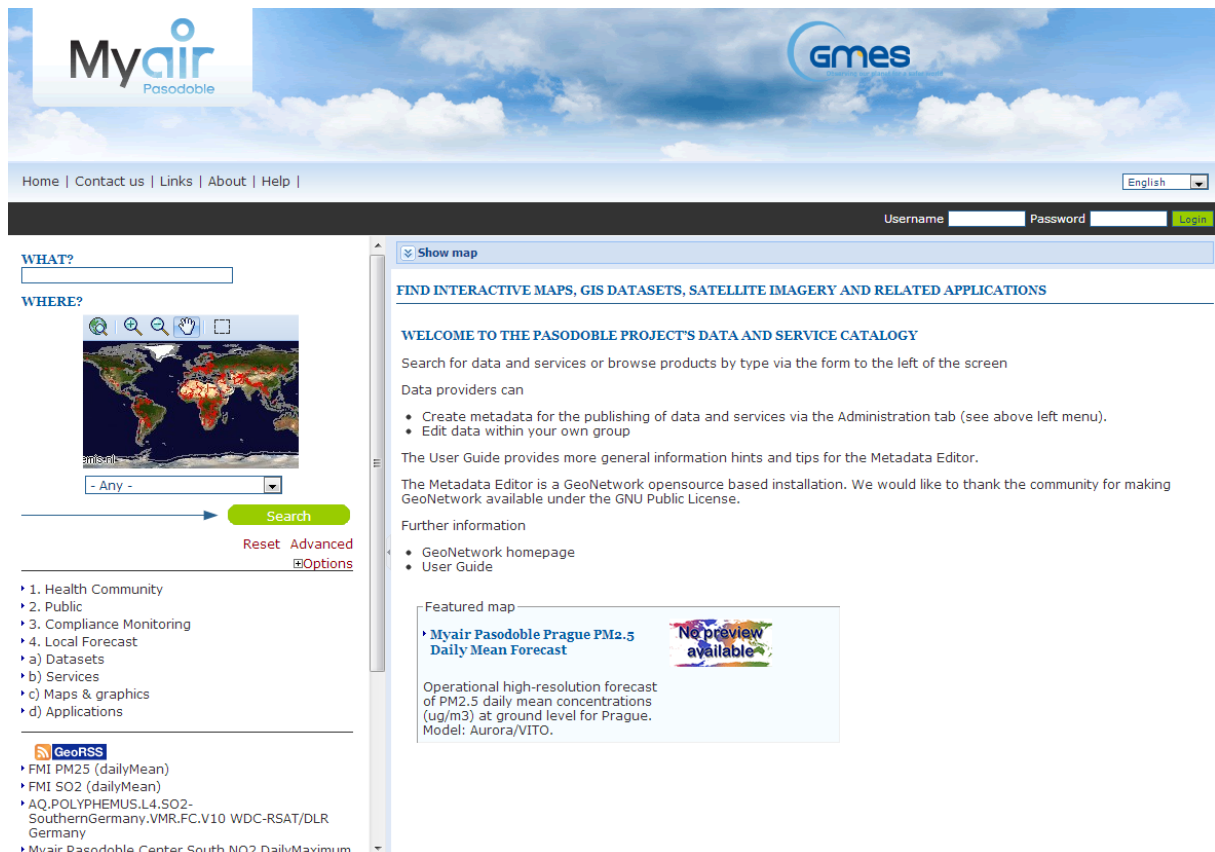 Myair
Pasodoble
GMES
Home | Contact us | Links | About | Help |
English
Username
Password
Login
WHAT?
WHERE?
- Any -
Search
Reset Advanced
Options
1. Health Community
2. Public
3. Compliance Monitoring
4. Local Forecast
a) Datasets
b) Services
c) Maps & graphics
d) Applications
GeoRSS
FMI PM25 (dailyMean)
FMI SO2 (dailyMean)
AQ.POLYPHEMUS.L4.SO2-
SouthernGermany.VMR.FC.V10 WDC-RSAT/DLR
Germany
Myair Pasodoble Center South NO2 DailyMaximum
Show map
FIND INTERACTIVE MAPS, GIS DATASETS, SATELLITE IMAGERY AND RELATED APPLICATIONS
WELCOME TO THE PASODOBLE PROJECT'S DATA AND SERVICE CATALOGY
Search for data and services or browse products by type via the form to the left of the screen
Data providers can
Create metadata for the publishing of data and services via the Administration tab (see above left menu).
Edit data within your own group
The User Guide provides more general information hints and tips for the Metadata Editor.
The Metadata Editor is a GeoNetwork opensource based installation. We would like to thank the community for making
GeoNetwork available under the GNU Public License.
Further information
GeoNetwork homepage
User Guide
Featured map
Myair Pasodoble Prague PM2.5
Daily Mean Forecast
No preview
available
Operational high-resolution forecast
of PM2.5 daily mean concentrations
(ug/m3) at ground level for Prague.
Model: Aurora/VITO.